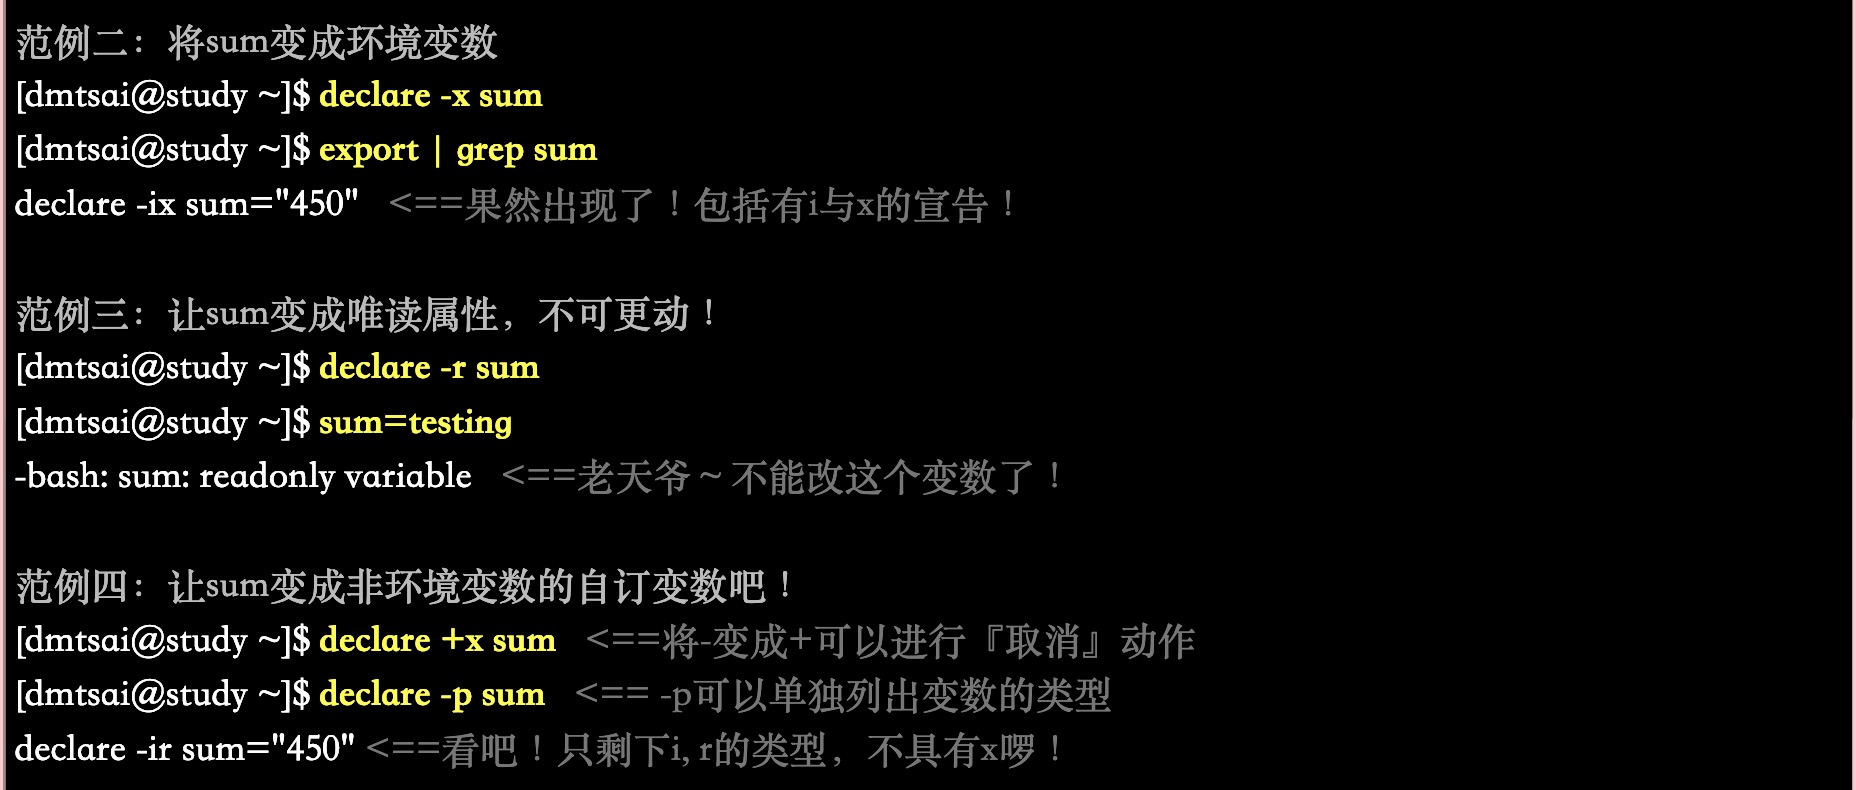 范例二：将sum变成环境变数
[dmtsai@study ~]$ declare -x sum
[dmtsai@study ~]$ export | grep sum
declare -ix sum="450" <==果然出现了！包括有i与x的宣告！
范例三：让sum变成唯读属性，不可更动！
[dmtsai@study ~]$ declare -r sum
[dmtsai@study ~]$ sum=testing
-bash: sum: readonly variable <==老天爷～不能改这个变数了！
范例四：让sum变成非环境变数的自订变数吧！
[dmtsai@study ~]$ declare +x sum <==将-变成+可以进行『取消』动作
[dmtsai@study ~]$ declare -p sum <== -p可以单独列出变数的类型
declare -ir sum="450" <==看吧！只剩下i, r的类型，不具有x啰！